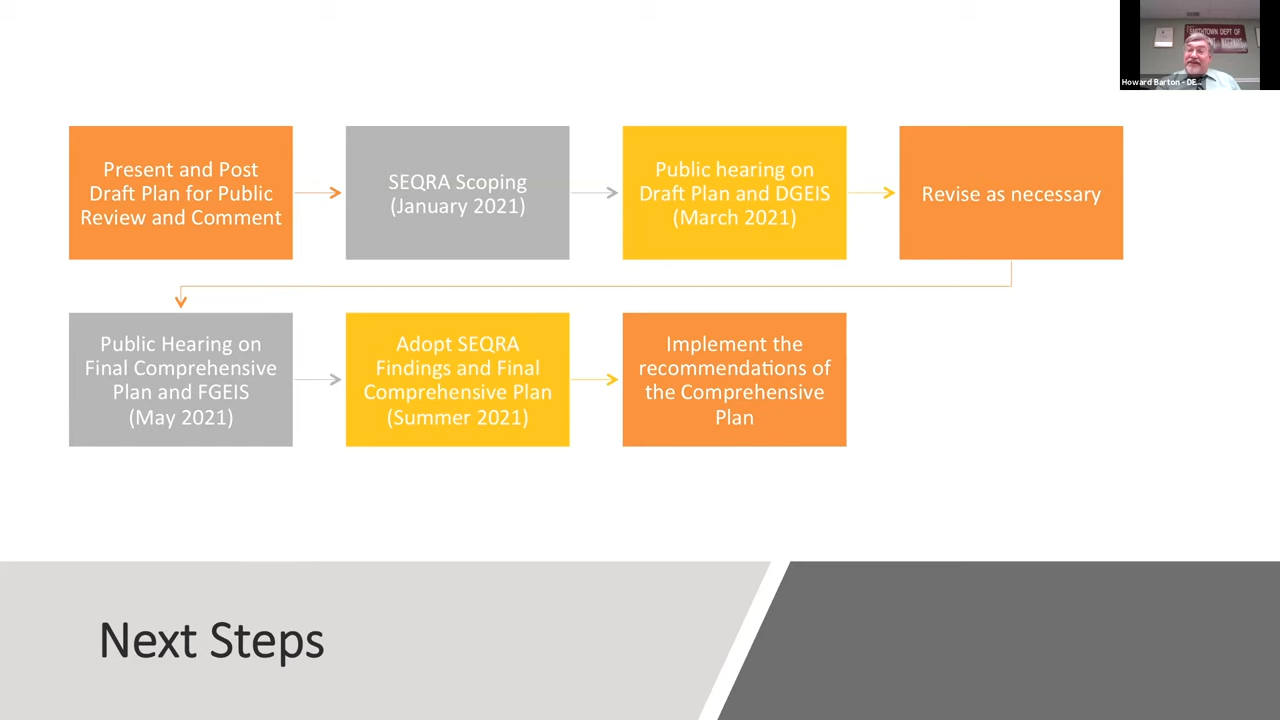 SMITHTOWN DEPT OF
Howard Barton - DE...
Present and Post
Draft Plan for Public
Review and Comment
SEQRA Scoping
(January 2021)
Public hearing on
Draft Plan and DGEIS
(March 2021)
Revise as necessary
Public Hearing on
Final Comprehensive
Plan and FGEIS
(May 2021)
Adopt SEQRA
Findings and Final
Comprehensive Plan
(Summer 2021)
Implement the
recommendations of
the Comprehensive
Plan
Next Steps